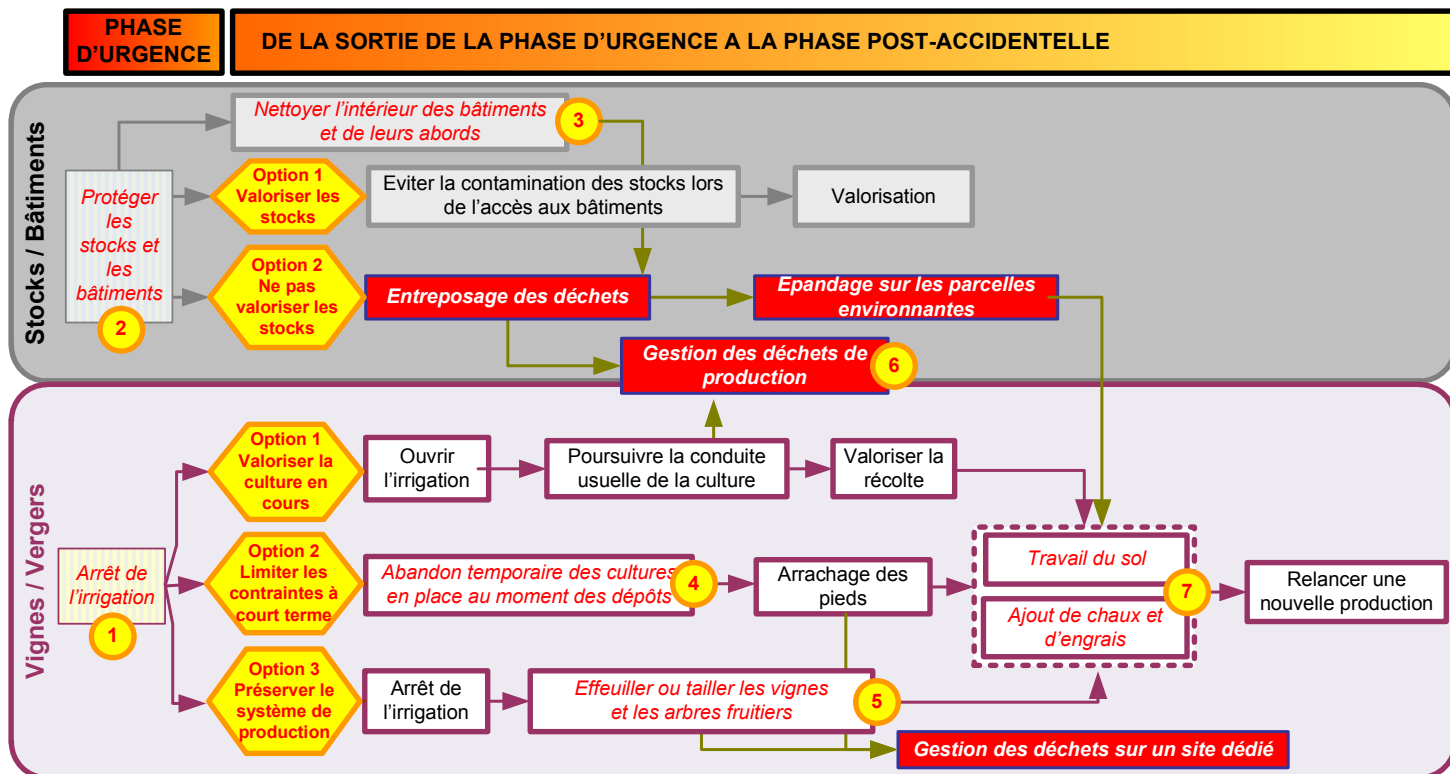 PHASE
D'URGENCE
DE LA SORTIE DE LA PHASE D'URGENCE A LA PHASE POST-ACCIDENTELLE
Stocks / Bâtiments
Protéger
les
stocks et
les
bâtiments
2
Nettoyer l'intérieur des bâtiments
et de leurs abords
3
Option 1
Valoriser les
stocks
Eviter la contamination des stocks lors
de l'accès aux bâtiments
Valorisation
Option 2
Ne pas
valoriser les
stocks
Entreposage des déchets
Epandage sur les parcelles
environnantes
Gestion des déchets de
production
6
Vignes / Vergers
Arrêt de
l'irrigation
1
Option 1
Valoriser la
culture en
cours
Ouvrir
l'irrigation
Poursuivre la conduite
usuelle de la culture
Valoriser la
récolte
Option 2
Limiter les
contraintes à
court terme
Abandon temporaire des cultures
en place au moment des dépôts
4
Arrachage des
pieds
Travail du sol
Ajout de chaux et
d'engrais
7
Relancer une
nouvelle production
Option 3
Préserver le
système de
production
Arrêt de
l'irrigation
Effeuiller ou tailler les vignes
et les arbres fruitiers
5
Gestion des déchets sur un site dédié